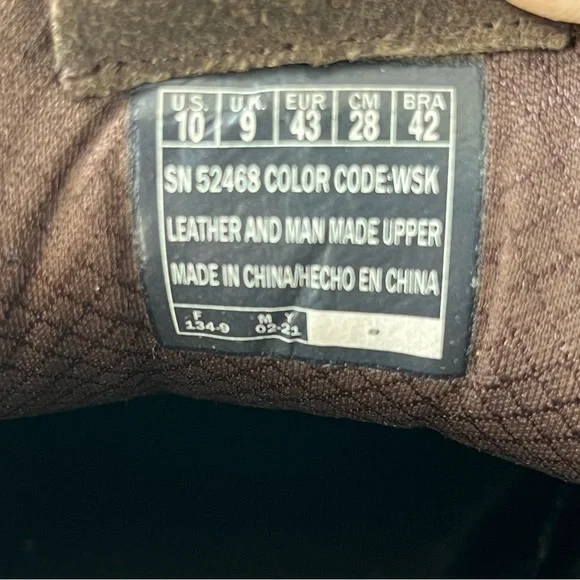 U.S. U.K. EUR CM BRA
10 9 43 28 42
SN 52468 COLOR CODE:WSK
LEATHER AND MAN MADE UPPER
MADE IN CHINA/HECHO EN CHINA
F M Y
134-9 02-21